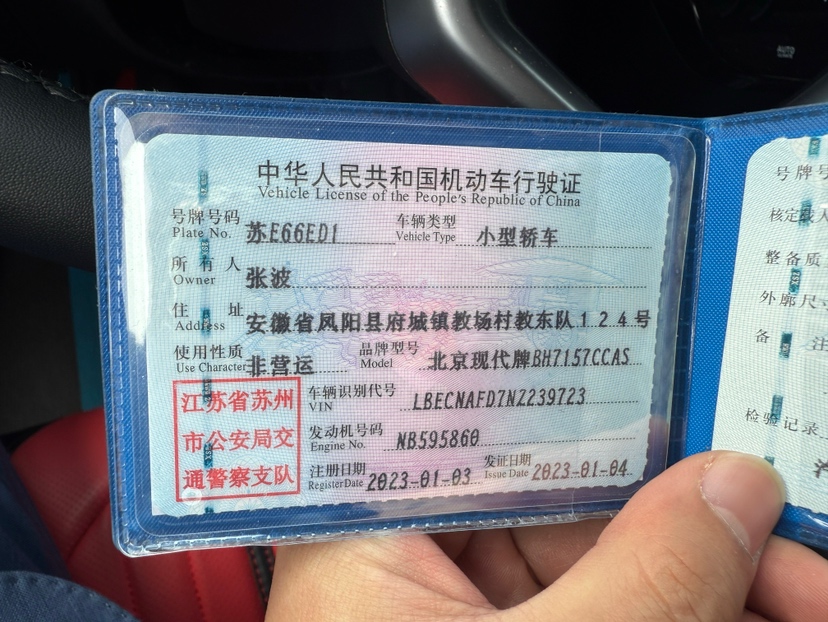 中华人民共和国机动车行驶证
Vehicle License of the People's Republic of China
号牌号码 苏E66ED1 车辆类型 小型轿车
Plate No. Vehicle Type
所有人 张波
Owner
住址 安徽省凤阳县府城镇教场村教东队124号
Address
使用性质 非营运 品牌型号 北京现代牌BH7157CCAS
Use Character Model
江苏省苏州
市公安局交
通警察支队
车辆识别代号 LBECNAFD7NZ239723
VIN
发动机号码 NB595860
Engine No.
注册日期 2023-01-03 发证日期 2023-01-04
Register Date Issue Date
号牌号
核定载人
整备质
外廓尺
备注
检验记录